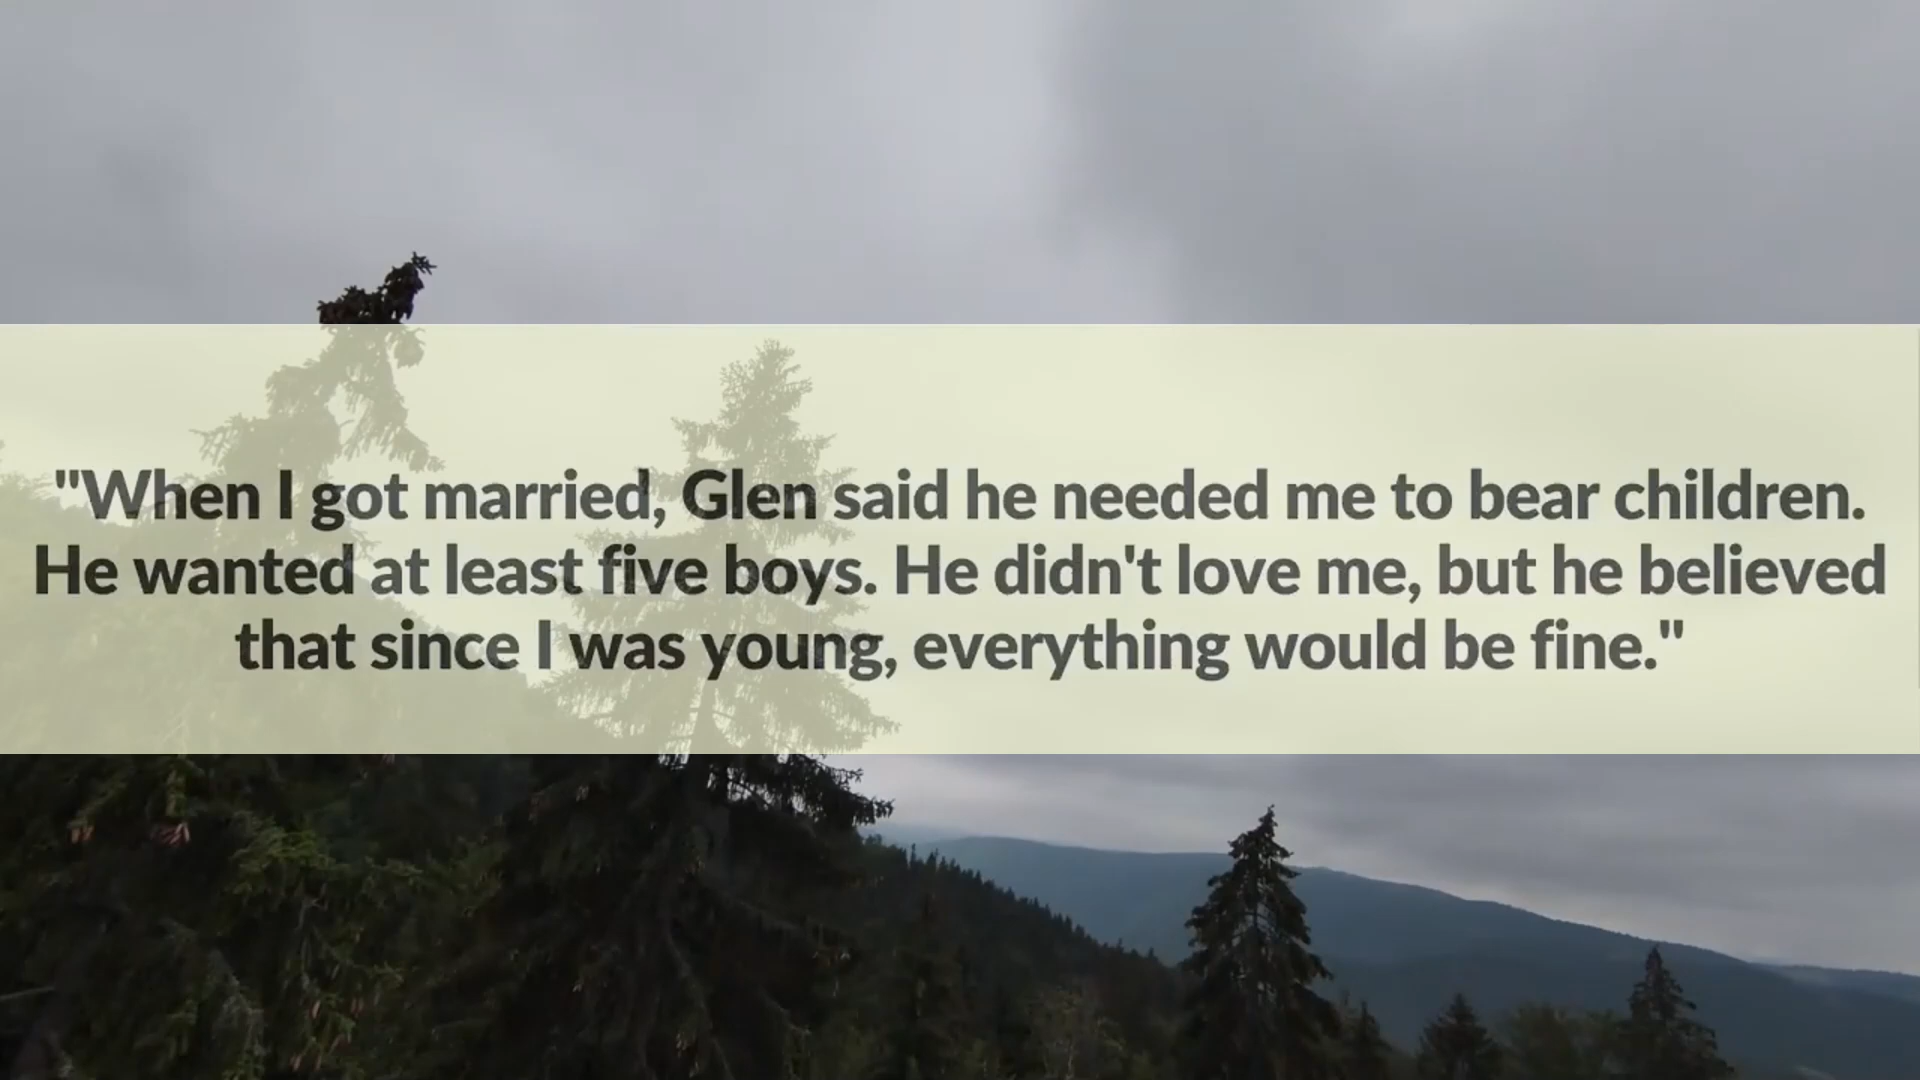 "When I got married, Glen said he needed me to bear children.
He wanted at least five boys. He didn't love me, but he believed
that since I was young, everything would be fine."